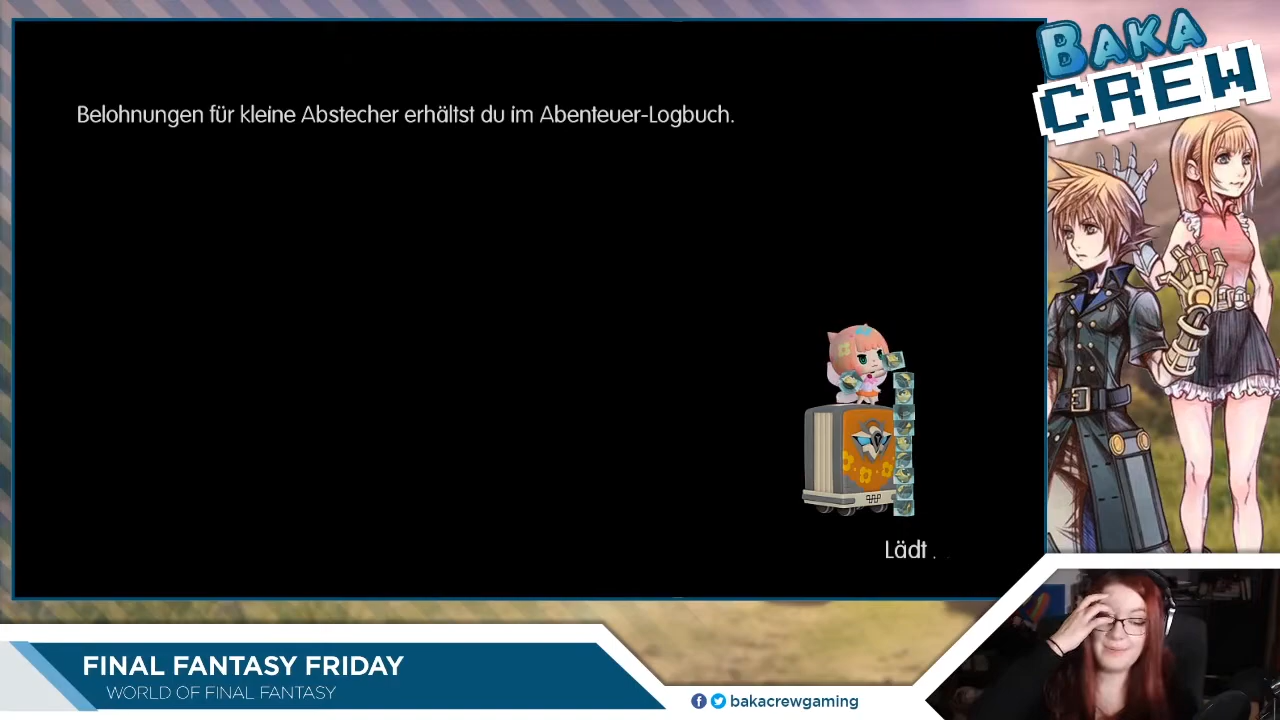 BAKA
CREW
Belohnungen für kleine Abstecher erhältst du im Abenteuer-Logbuch.
Lädt .
FINAL FANTASY FRIDAY
WORLD OF FINAL FANTASY
bakacrewgaming